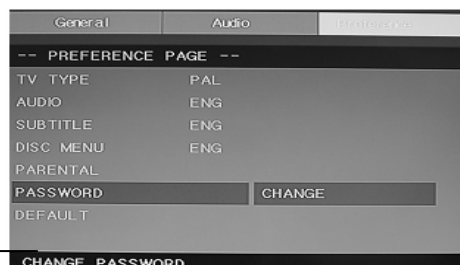 General Audio Preference
-- PREFERENCE PAGE --
TV TYPE PAL
AUDIO ENG
SUBTITLE ENG
DISC MENU ENG
PARENTAL
PASSWORD CHANGE
DEFAULT
CHANGE PASSWORD